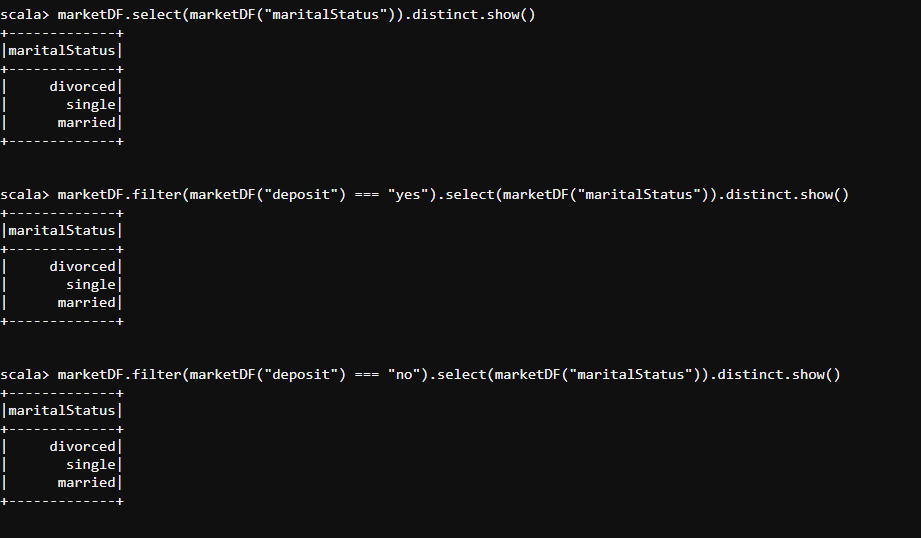 scala> marketDF.select(marketDF("maritalStatus")).distinct.show()
+-------------+
|maritalStatus|
+-------------+
|     divorced|
|       single|
|      married|
+-------------+
scala> marketDF.filter(marketDF("deposit") === "yes").select(marketDF("maritalStatus")).distinct.show()
+-------------+
|maritalStatus|
+-------------+
|     divorced|
|       single|
|      married|
+-------------+
scala> marketDF.filter(marketDF("deposit") === "no").select(marketDF("maritalStatus")).distinct.show()
+-------------+
|maritalStatus|
+-------------+
|     divorced|
|       single|
|      married|
+-------------+